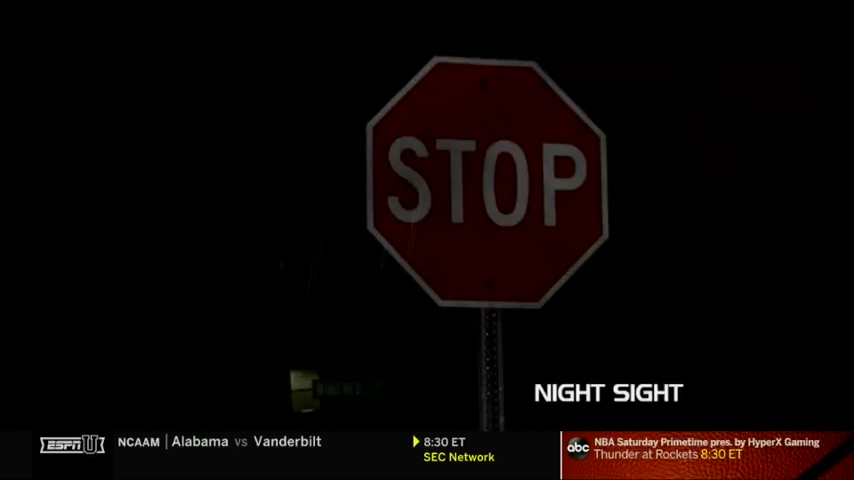 STOP
NIGHT SIGHT
ESPNU
NCAAM | Alabama vs Vanderbilt
8:30 ET
SEC Network
abc
NBA Saturday Primetime pres. by HyperX Gaming
Thunder at Rockets 8:30 ET